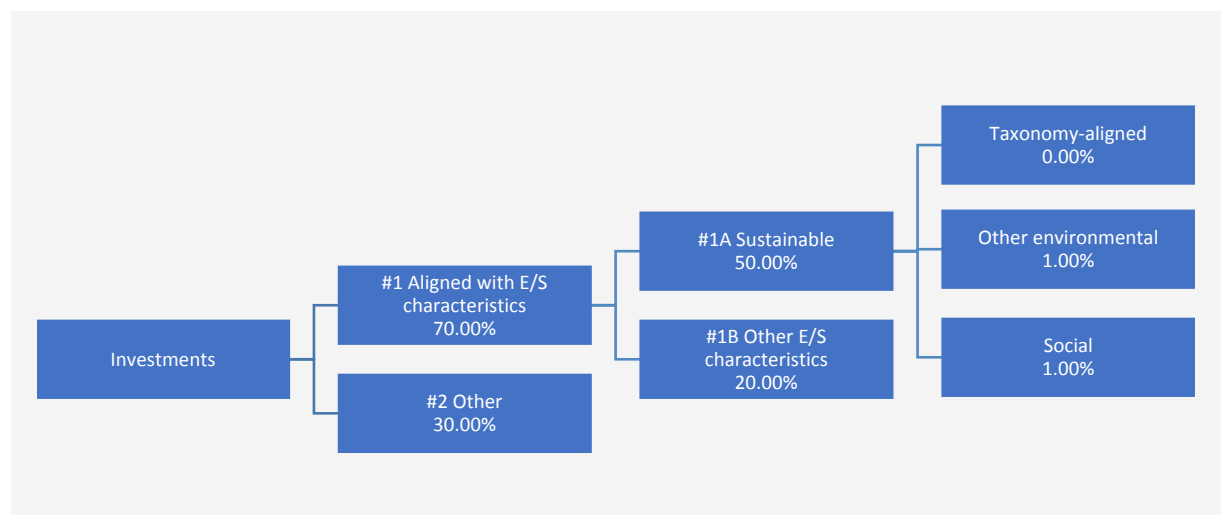 Investments
#1 Aligned with E/S
characteristics
70.00%
#2 Other
30.00%
#1A Sustainable
50.00%
#1B Other E/S
characteristics
20.00%
Taxonomy-aligned
0.00%
Other environmental
1.00%
Social
1.00%